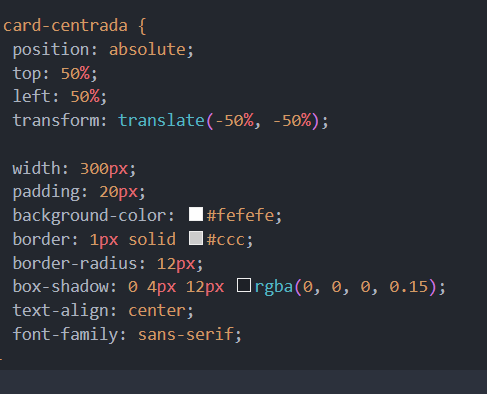 card-centrada {
position: absolute;
top: 50%;
left: 50%;
transform: translate(-50%, -50%);
width: 300px;
padding: 20px;
background-color: #fefefe;
border: 1px solid #ccc;
border-radius: 12px;
box-shadow: 0 4px 12px rgba(0, 0, 0, 0.15);
text-align: center;
font-family: sans-serif;